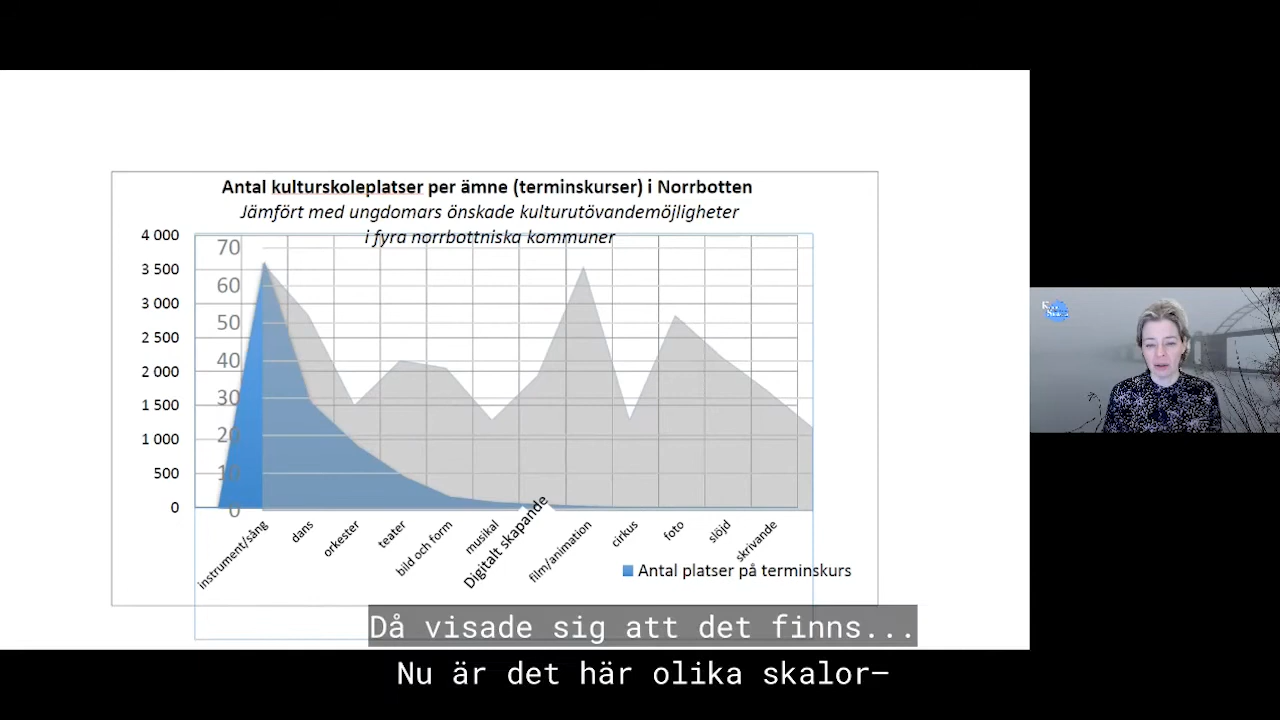 Antal kulturskoleplatser per ämne (terminskurser) i Norrbotten
Jämfört med ungdomars önskade kulturutövandemöjligheter
i fyra norrbottniska kommuner
4 000
3 500
3 000
2 500
2 000
1 500
1 000
500
0
70
60
50
40
30
20
10
0
instrument/sång
dans
orkester
teater
bild och form
musikal
Digitalt skapande
film/animation
cirkus
foto
slöjd
skrivande
Antal platser på terminskurs
Då visade sig att det finns...
Nu är det här olika skalor–